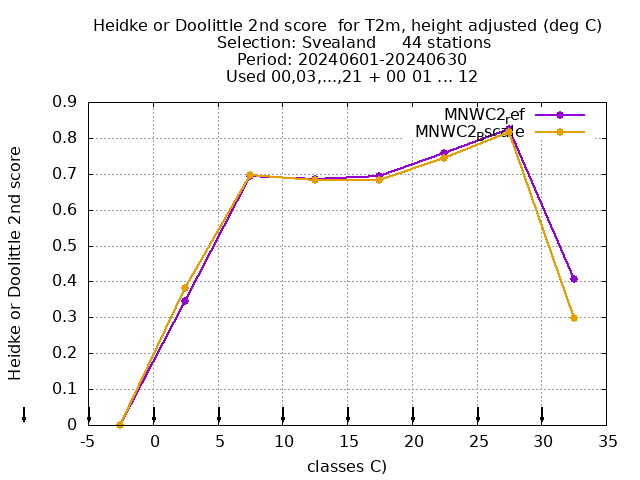 Heidke or Doolittle 2nd score  for T2m, height adjusted (deg C)
Selection: Svealand     44 stations
Period: 20240601-20240630
Used 00,03,...,21 + 00 01 ... 12
Heidke or Doolittle 2nd score
MNWC2ref
MNWC2Bscale
0.9
0.8
0.7
0.6
0.5
0.4
0.3
0.2
0.1
0
-5 0 5 10 15 20 25 30 35
classes C)